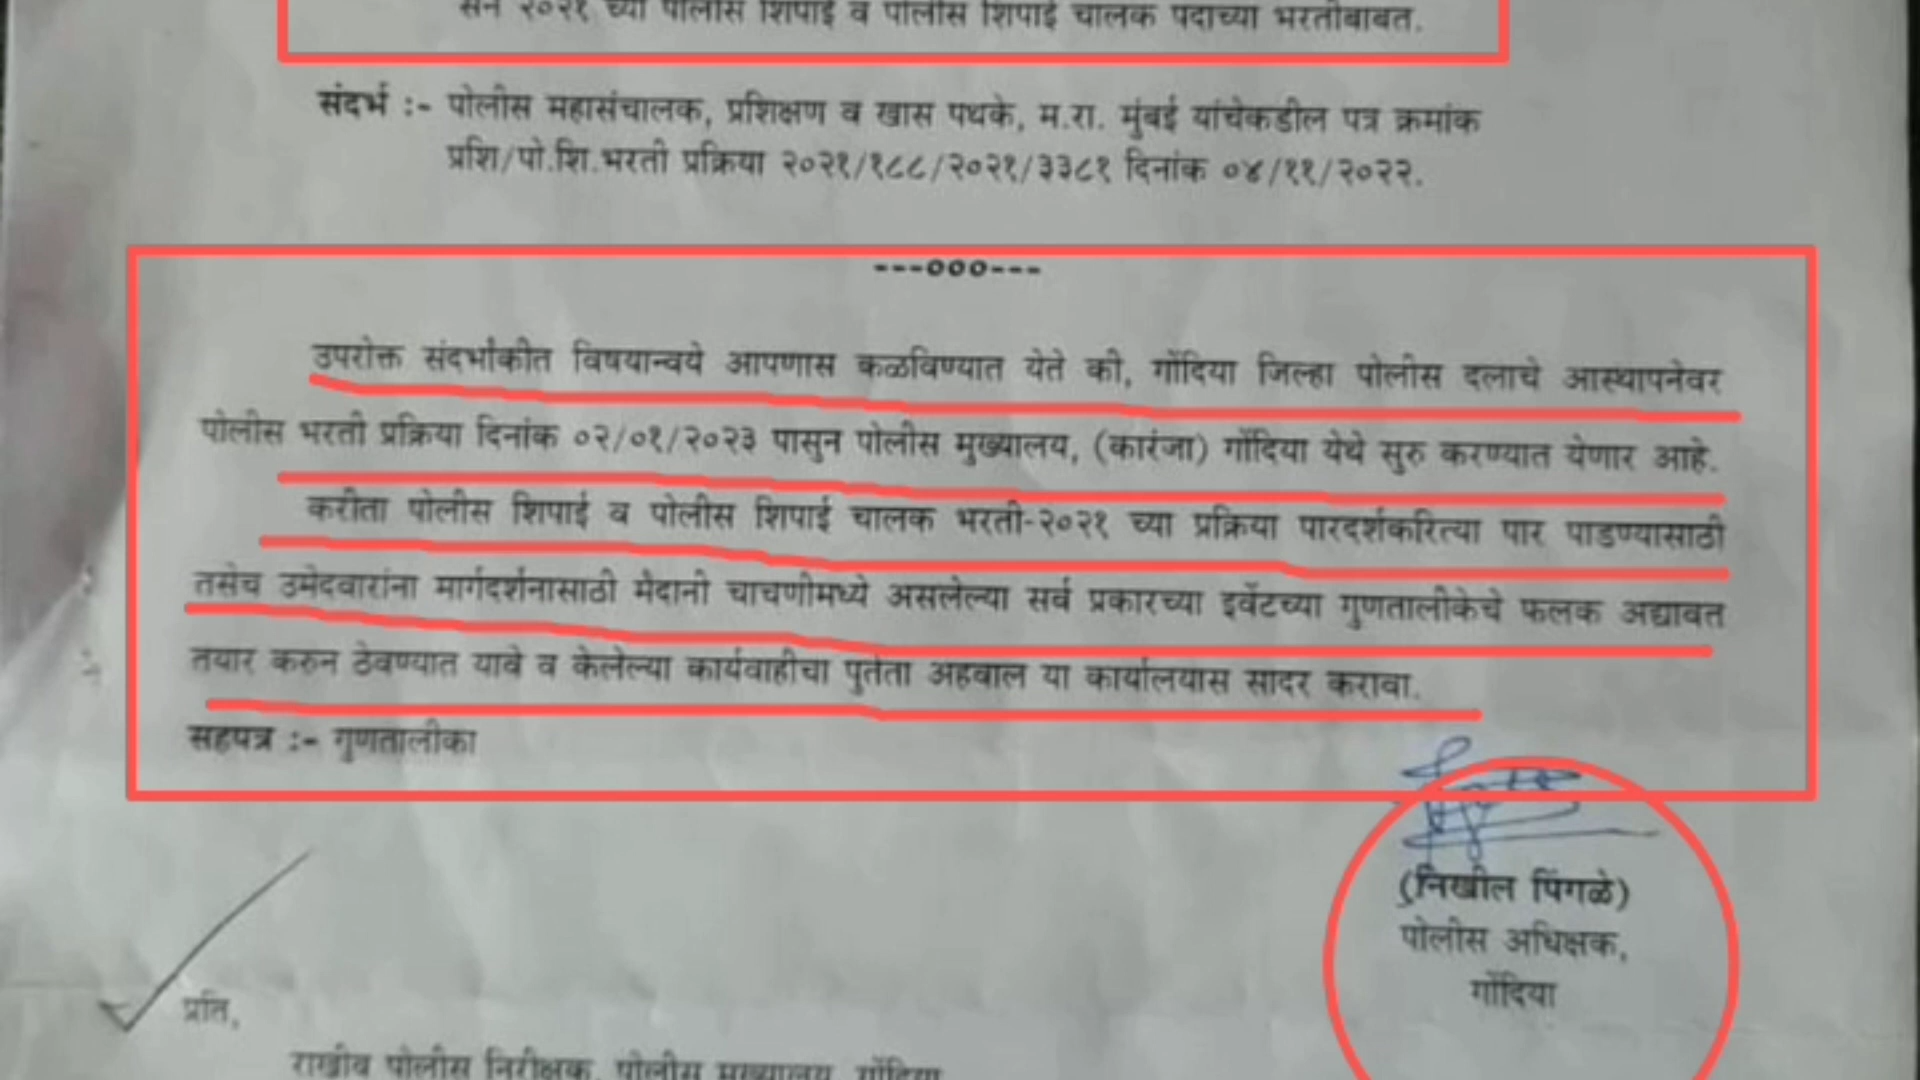 सन २०२१ च्या पोलीस शिपाई व पोलीस शिपाई चालक पदाच्या भरतीबाबत.
संदर्भ :- पोलीस महासंचालक, प्रशिक्षण व खास पथके, म.रा. मुंबई यांचेकडील पत्र क्रमांक
प्रशि/पो.शि.भरती प्रक्रिया २०२१/१८८/२०२१/३३८१ दिनांक ०४/११/२०२२.
---०००---
उपरोक्त संदर्भांकीत विषयान्वये आपणास कळविण्यात येते की, गोंदिया जिल्हा पोलीस दलाचे आस्थापनेवर
पोलीस भरती प्रक्रिया दिनांक ०२/०१/२०२३ पासुन पोलीस मुख्यालय, (कारंजा) गोंदिया येथे सुरु करण्यात येणार आहे.
करीता पोलीस शिपाई व पोलीस शिपाई चालक भरती-२०२१ च्या प्रक्रिया पारदर्शकरित्या पार पाडण्यासाठी
तसेच उमेदवारांना मार्गदर्शनासाठी मैदानी चाचणीमध्ये असलेल्या सर्व प्रकारच्या इव्हेंटच्या गुणतालीकेचे फलक अद्यावत
तयार करुन ठेवण्यात यावे व केलेल्या कार्यवाहीचा पुर्तता अहवाल या कार्यालयास सादर करावा.
सहपत्र :- गुणतालीका
(निखील पिंगळे)
पोलीस अधिक्षक,
गोंदिया
प्रति,
राखीव पोलीस निरीक्षक, पोलीस मुख्यालय, गोंदिया